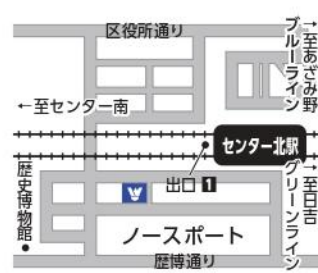 区役所通り
ブルーライン
→至あざみ野
←至センター南
センター北駅
出口 1
歴史博物館
グリーンライン
→至日吉
ノースポート
歴博通り